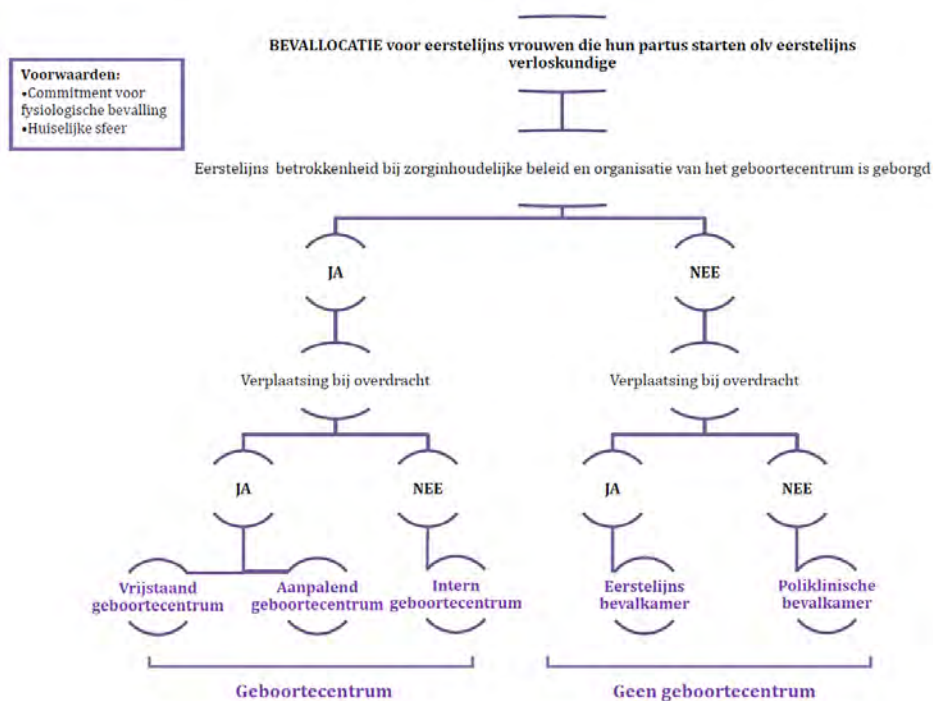 BEVALLOCATIE voor eerstelijns vrouwen die hun partus starten olv eerstelijns
verloskundige
Voorwaarden:
•Commitment voor
fysiologische bevalling
•Huiselijke sfeer
Eerstelijns betrokkenheid bij zorginhoudelijke beleid en organisatie van het geboortecentrum is geborgd
JA
NEE
Verplaatsing bij overdracht
Verplaatsing bij overdracht
JA
NEE
JA
NEE
Vrijstaand
geboortecentrum
Aanpalend
geboortecentrum
Intern
geboortecentrum
Eerstelijns
bevalkamer
Poliklinische
bevalkamer
Geboortecentrum
Geen geboortecentrum